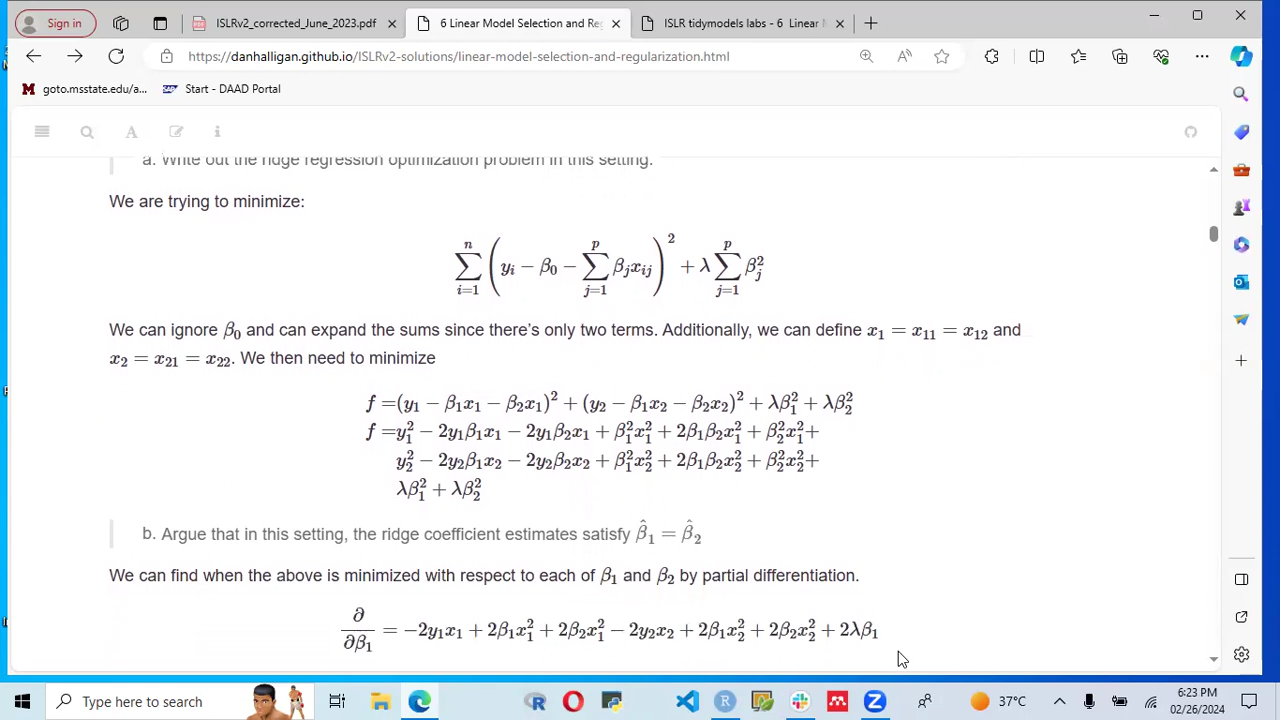 Sign in
ISLRv2_corrected_June_2023.pdf
6 Linear Model Selection and Re
ISLR tidymodels labs - 6 Linear M
https://danhalligan.github.io/ISLRv2-solutions/linear-model-selection-and-regularization.html
goto.msstate.edu/a...
Start - DAAD Portal
a. Write out the ridge regression optimization problem in this setting.
We are trying to minimize:
∑_{i=1}^{n} (y_i − β_0 − ∑_{j=1}^{p} β_j x_{ij})^2 + λ ∑_{j=1}^{p} β_j^2
We can ignore β_0 and can expand the sums since there's only two terms. Additionally, we can define x_1 = x_{11} = x_{12} and
x_2 = x_{21} = x_{22}. We then need to minimize
f =(y_1 − β_1x_1 − β_2x_1)^2 + (y_2 − β_1x_2 − β_2x_2)^2 + λβ_1^2 + λβ_2^2
f =y_1^2 − 2y_1β_1x_1 − 2y_1β_2x_1 + β_1^2x_1^2 + 2β_1β_2x_1^2 + β_2^2x_1^2+
y_2^2 − 2y_2β_1x_2 − 2y_2β_2x_2 + β_1^2x_2^2 + 2β_1β_2x_2^2 + β_2^2x_2^2+
λβ_1^2 + λβ_2^2
b. Argue that in this setting, the ridge coefficient estimates satisfy β̂_1 = β̂_2
We can find when the above is minimized with respect to each of β_1 and β_2 by partial differentiation.
∂/∂β_1 = −2y_1x_1 + 2β_1x_1^2 + 2β_2x_1^2 − 2y_2x_2 + 2β_1x_2^2 + 2β_2x_2^2 + 2λβ_1
Type here to search
37°C
6:23 PM
02/26/2024